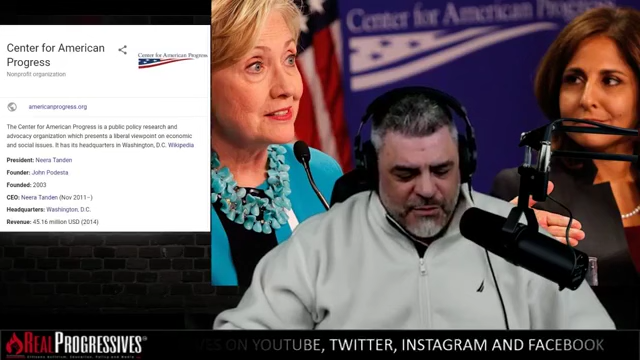 Center for American
Progress
Nonprofit organization
Center for American Progress
americanprogress.org
The Center for American Progress is a public policy research and
advocacy organization which presents a liberal viewpoint on economic
and social issues. It has its headquarters in Washington, D.C. Wikipedia
President: Neera Tanden
Founder: John Podesta
Founded: 2003
CEO: Neera Tanden (Nov 2011–)
Headquarters: Washington, D.C.
Revenue: 45.16 million USD (2014)
Center for American Progress
REALPROGRESSIVES
VES ON YOUTUBE, TWITTER, INSTAGRAM AND FACEBOOK